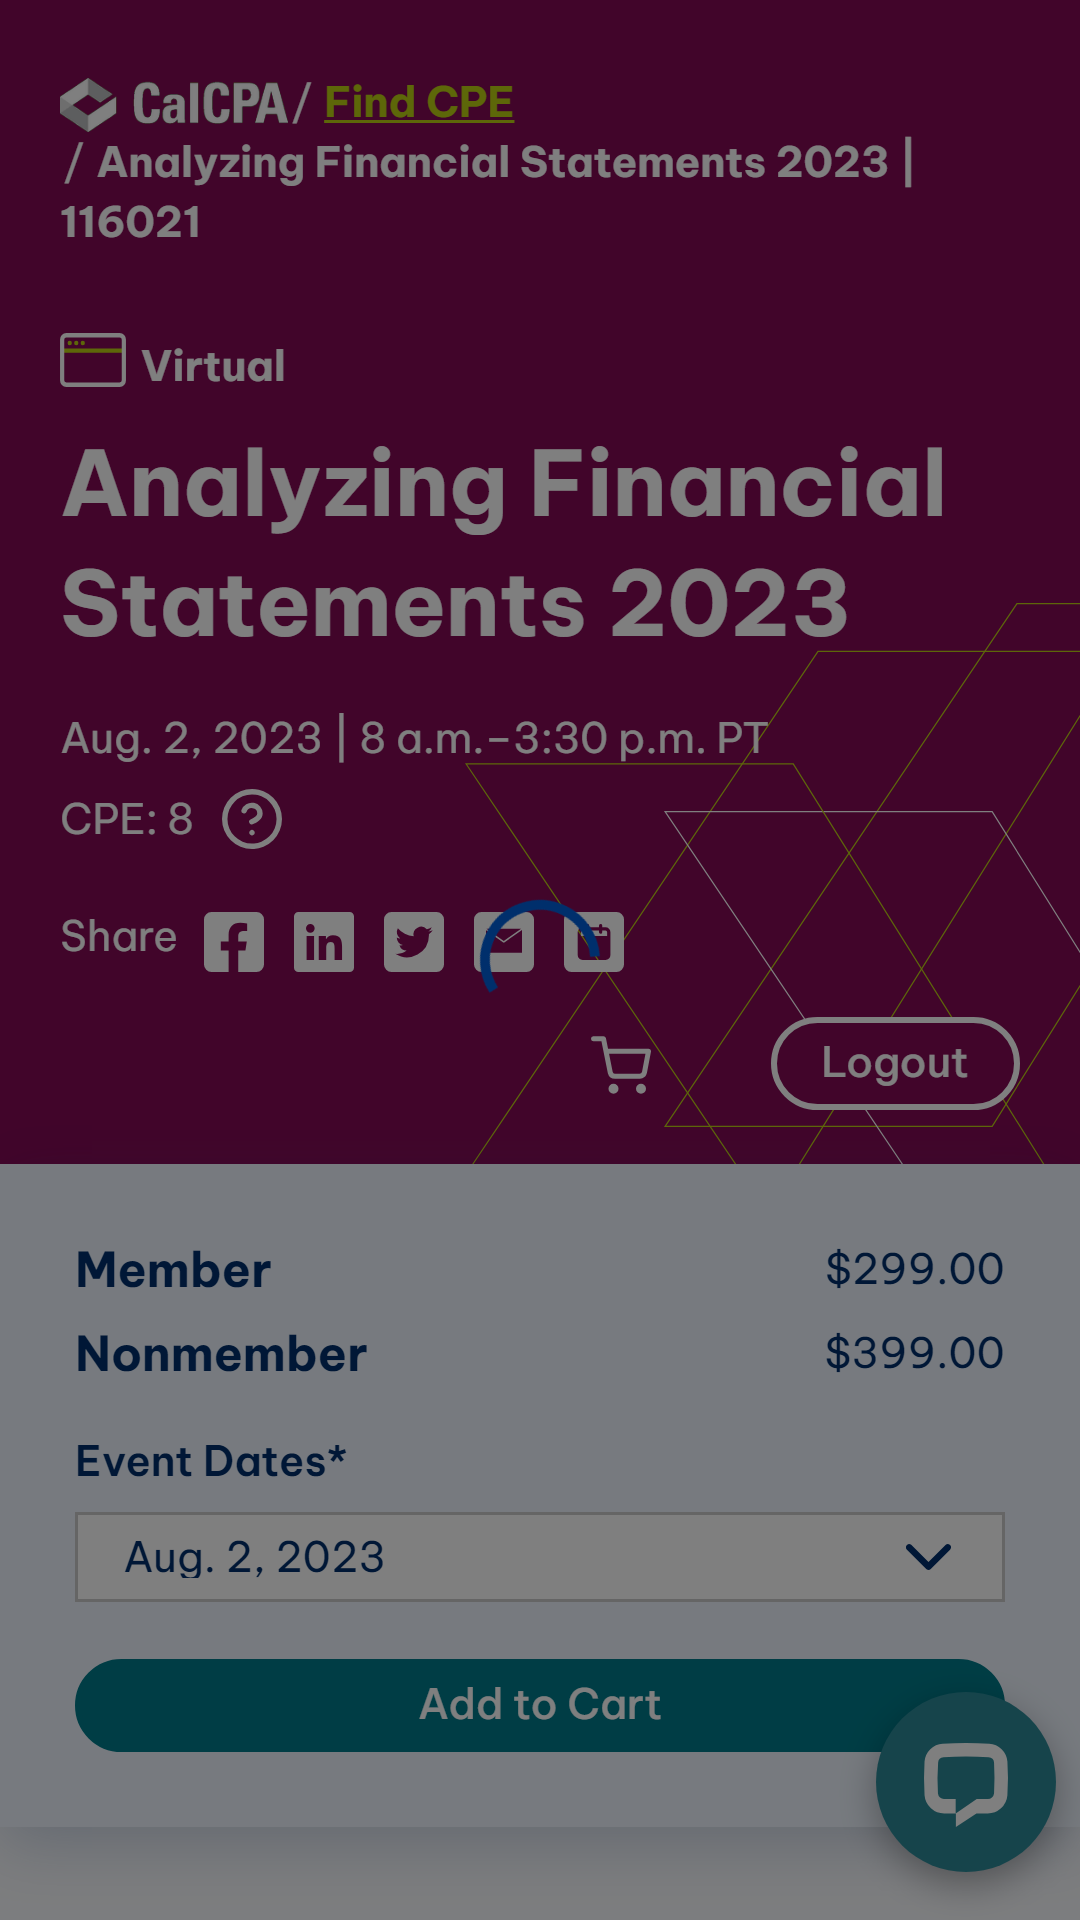 CalCPA / Find CPE
/ Analyzing Financial Statements 2023 |
116021
Virtual
Analyzing Financial
Statements 2023
Aug. 2, 2023 | 8 a.m.–3:30 p.m. PT
CPE: 8 ?
Share
Logout
Member $299.00
Nonmember $399.00
Event Dates*
Aug. 2, 2023
Add to Cart